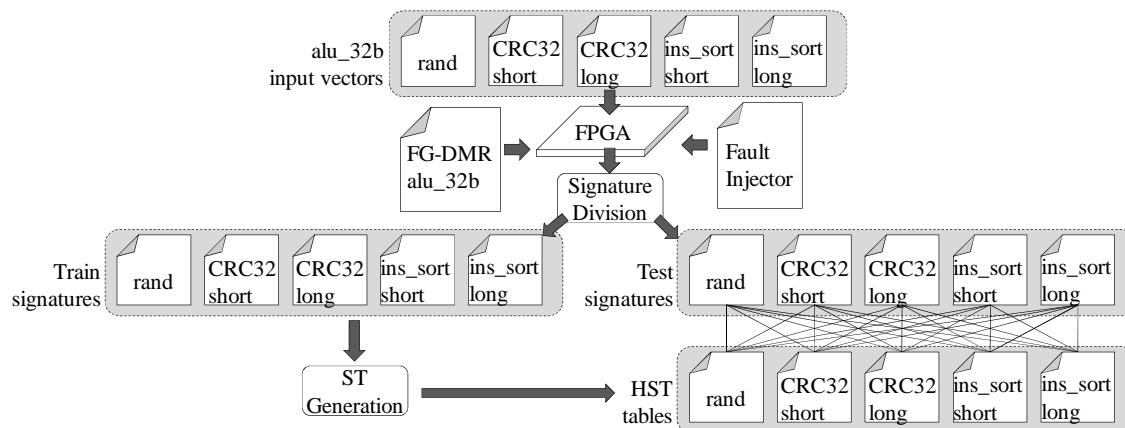 alu_32b
input vectors
rand
CRC32
short
CRC32
long
ins_sort
short
ins_sort
long
FG-DMR
alu_32b
FPGA
Fault
Injector
Signature
Division
Train
signatures
rand
CRC32
short
CRC32
long
ins_sort
short
ins_sort
long
Test
signatures
rand
CRC32
short
CRC32
long
ins_sort
short
ins_sort
long
ST
Generation
HST
tables
rand
CRC32
short
CRC32
long
ins_sort
short
ins_sort
long